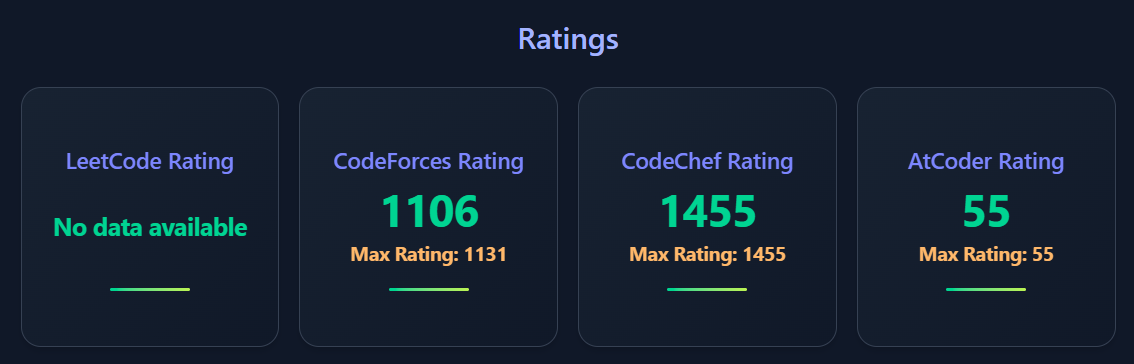 Ratings
LeetCode Rating
No data available
CodeForces Rating
1106
Max Rating: 1131
CodeChef Rating
1455
Max Rating: 1455
AtCoder Rating
55
Max Rating: 55